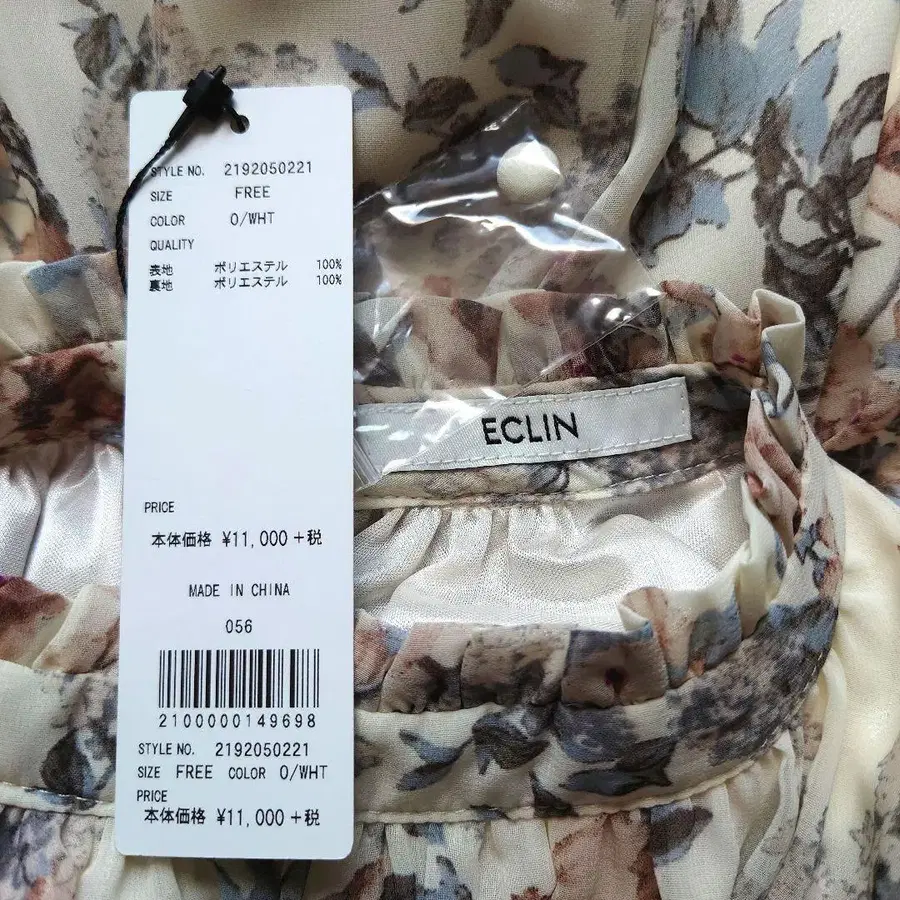 STYLE NO. 2192050221
SIZE FREE
COLOR O/WHT
QUALITY
表地 ポリエステル 100%
裏地 ポリエステル 100%
PRICE
本体価格 ¥11,000+税
MADE IN CHINA
056
2100000149698
STYLE NO. 2192050221
SIZE FREE COLOR O/WHT
PRICE
本体価格 ¥11,000+税
ECLIN